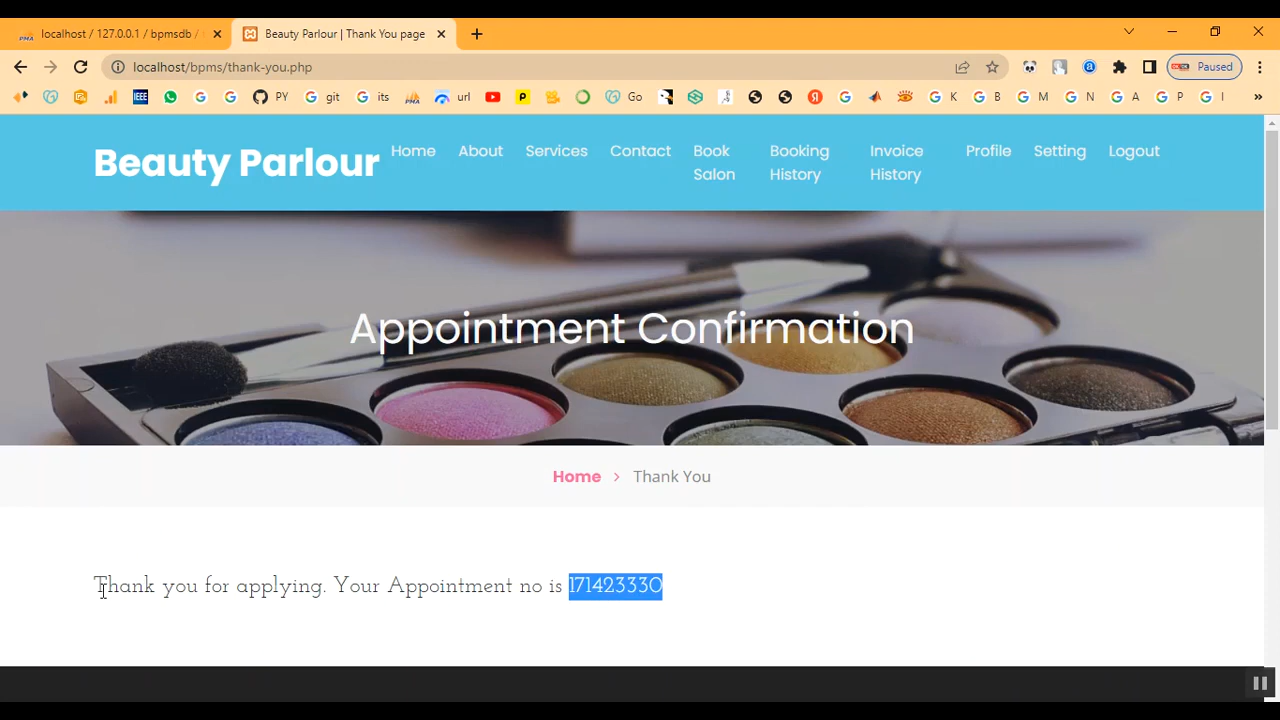 localhost / 127.0.0.1 / bpmsdb /
Beauty Parlour | Thank You page
localhost/bpms/thank-you.php
Paused
IEEE PY git its url Go K B M N A P I »
Beauty Parlour
Home About Services Contact Book Salon Booking History Invoice History Profile Setting Logout
Appointment Confirmation
Home > Thank You
Thank you for applying. Your Appointment no is 171423330